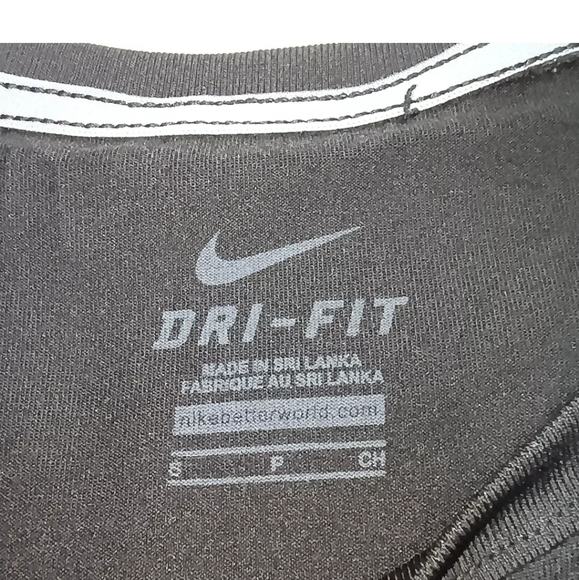 DRI-FIT
MADE IN SRI LANKA
FABRIQUE AU SRI LANKA
nikebetterworld.com
S P CH